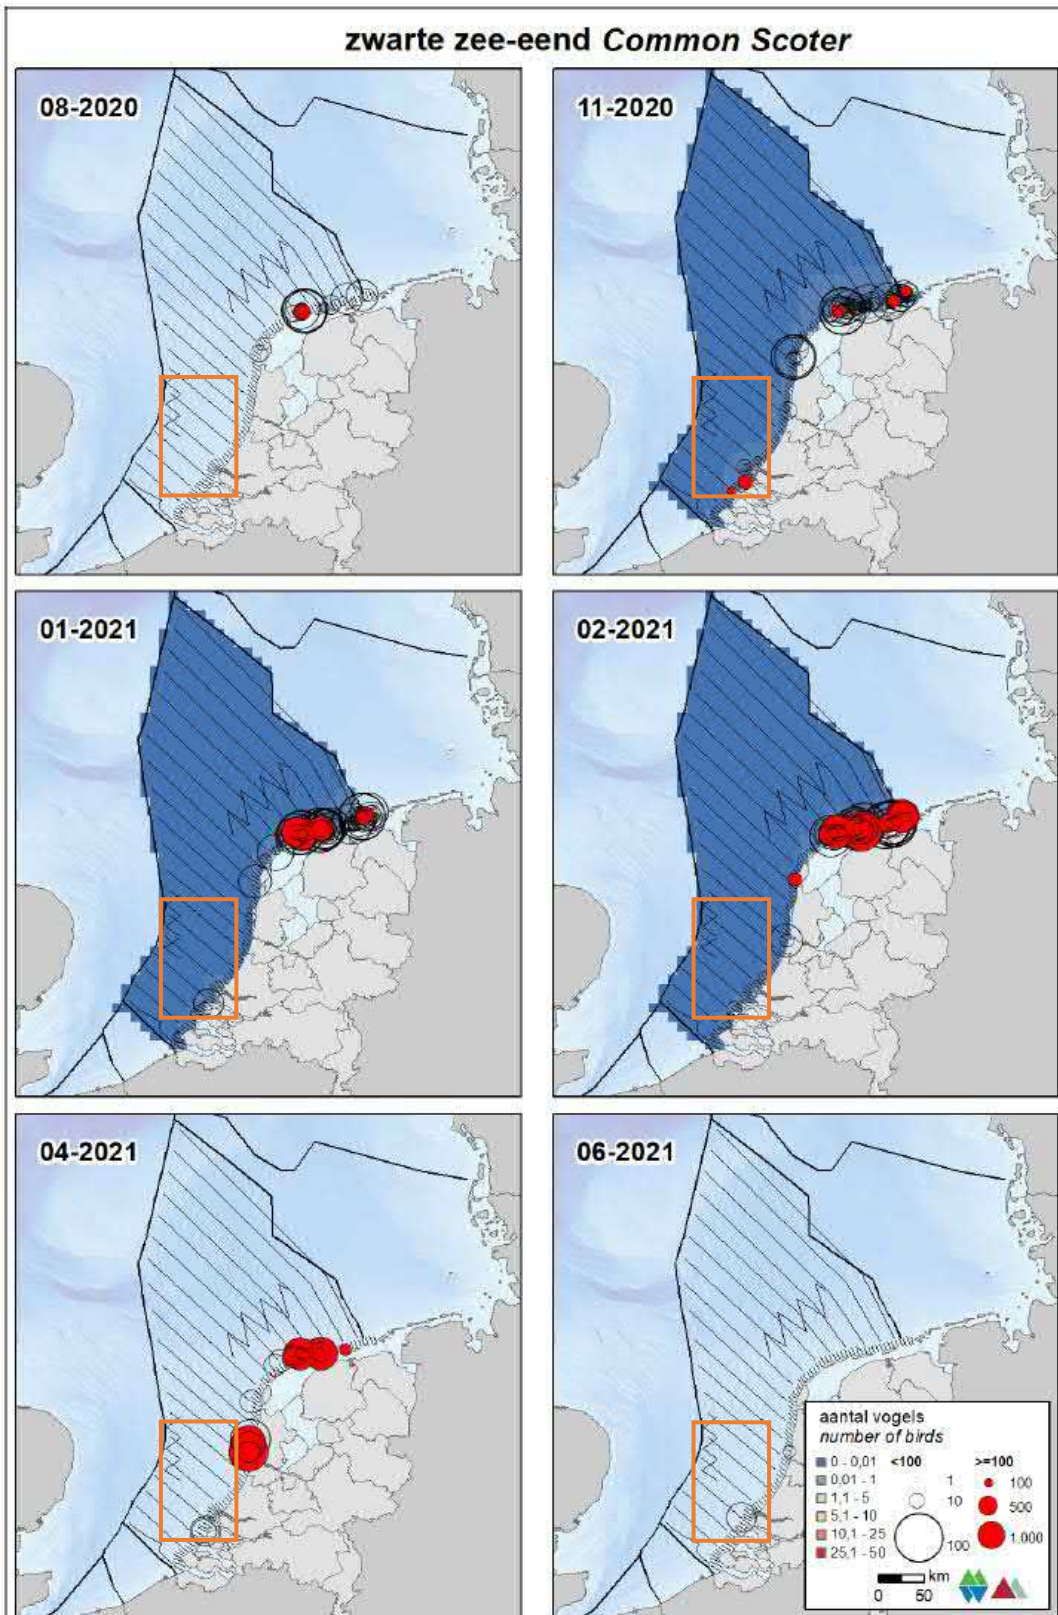 zwarte zee-eend Common Scoter
08-2020
11-2020
01-2021
02-2021
04-2021
06-2021
aantal vogels
number of birds
0 - 0,01 <100 >=100
0,01 - 1 1 100
1,1 - 5 10
5,1 - 10 500
10,1 - 25
25,1 - 50 100 1.000
km
0 50